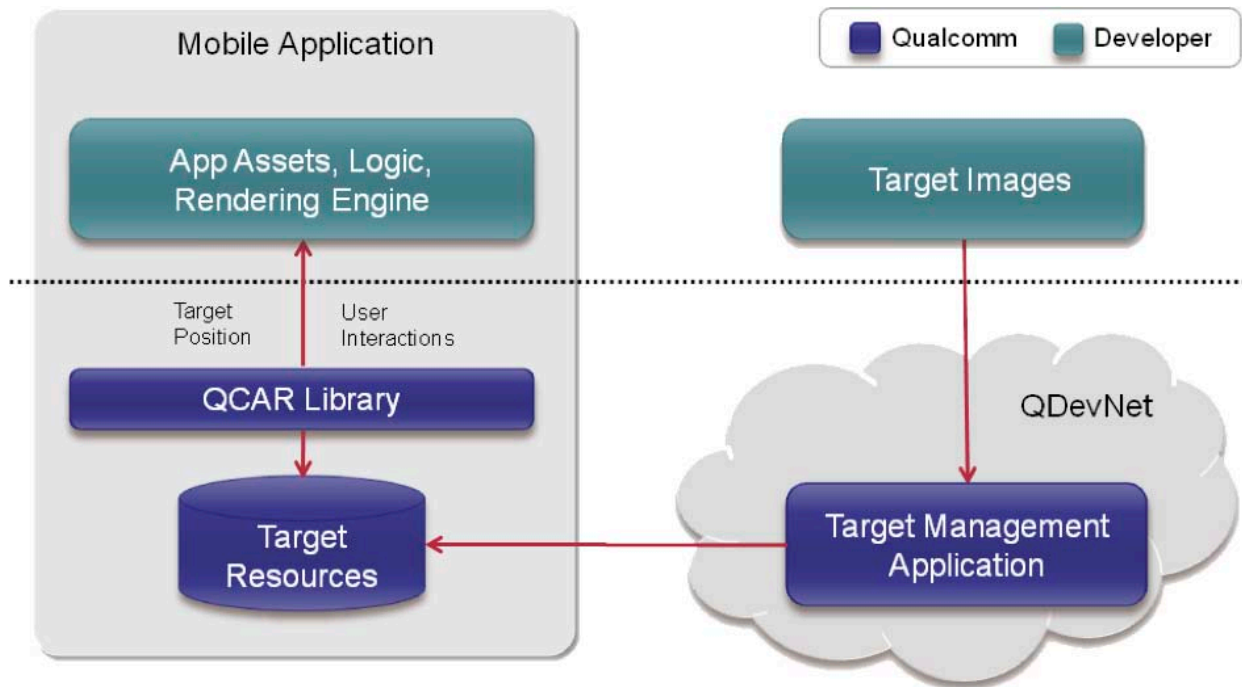 Mobile Application
Qualcomm
Developer
App Assets, Logic,
Rendering Engine
Target Images
Target
Position
User
Interactions
QCAR Library
QDevNet
Target
Resources
Target Management
Application